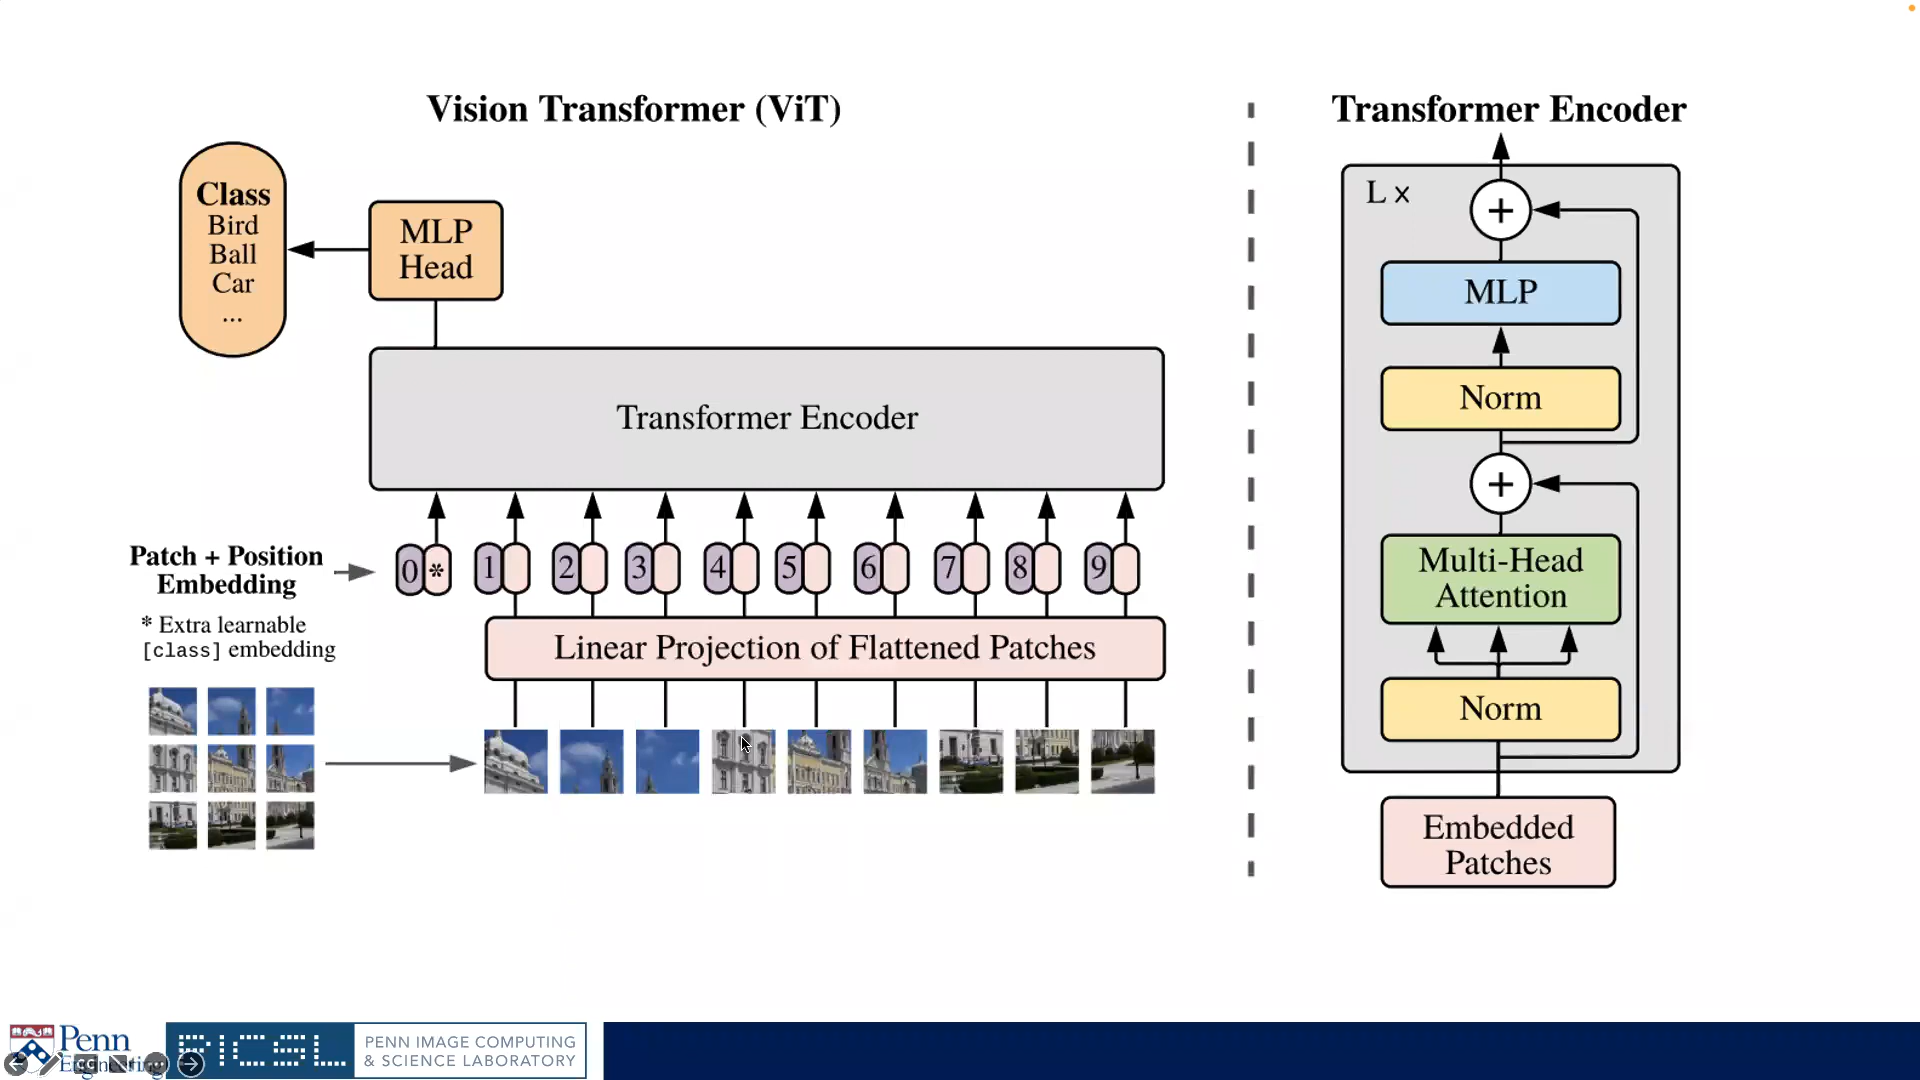 Vision Transformer (ViT)
Class
Bird
Ball
Car
...
MLP
Head
Transformer Encoder
Patch + Position
Embedding
0 * 1 2 3 4 5 6 7 8 9
* Extra learnable
[class] embedding
Linear Projection of Flattened Patches
Transformer Encoder
L x
+
MLP
Norm
+
Multi-Head
Attention
Norm
Embedded
Patches
Penn
Engineering
PICSL
PENN IMAGE COMPUTING
& SCIENCE LABORATORY